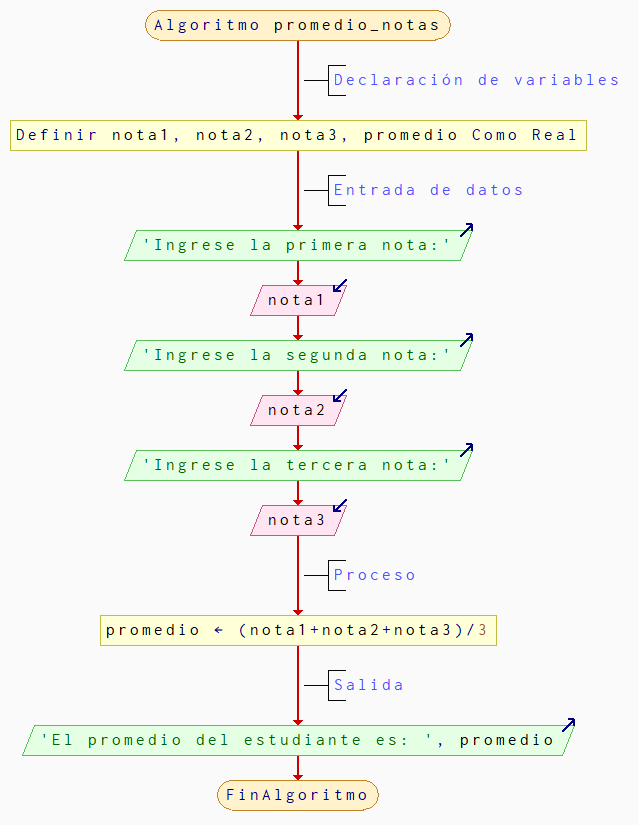 Algoritmo promedio_notas
Declaración de variables
Definir nota1, nota2, nota3, promedio Como Real
Entrada de datos
'Ingrese la primera nota:'
nota1
'Ingrese la segunda nota:'
nota2
'Ingrese la tercera nota:'
nota3
Proceso
promedio ← (nota1+nota2+nota3)/3
Salida
'El promedio del estudiante es: ', promedio
FinAlgoritmo